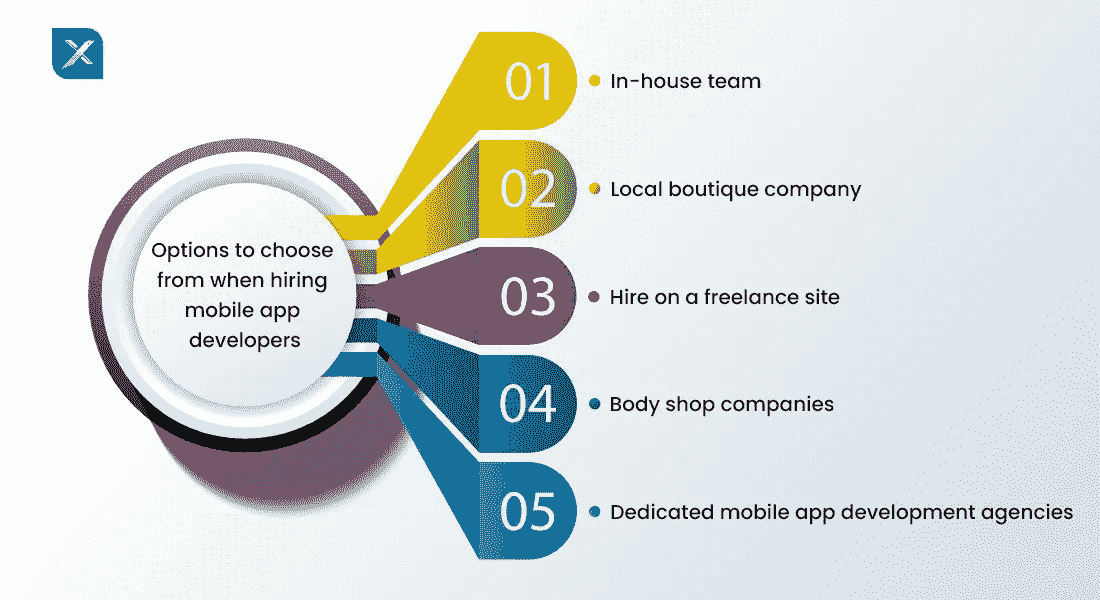 Options to choose
from when hiring
mobile app
developers
01
In-house team
02
Local boutique company
03
Hire on a freelance site
04
Body shop companies
05
Dedicated mobile app development agencies